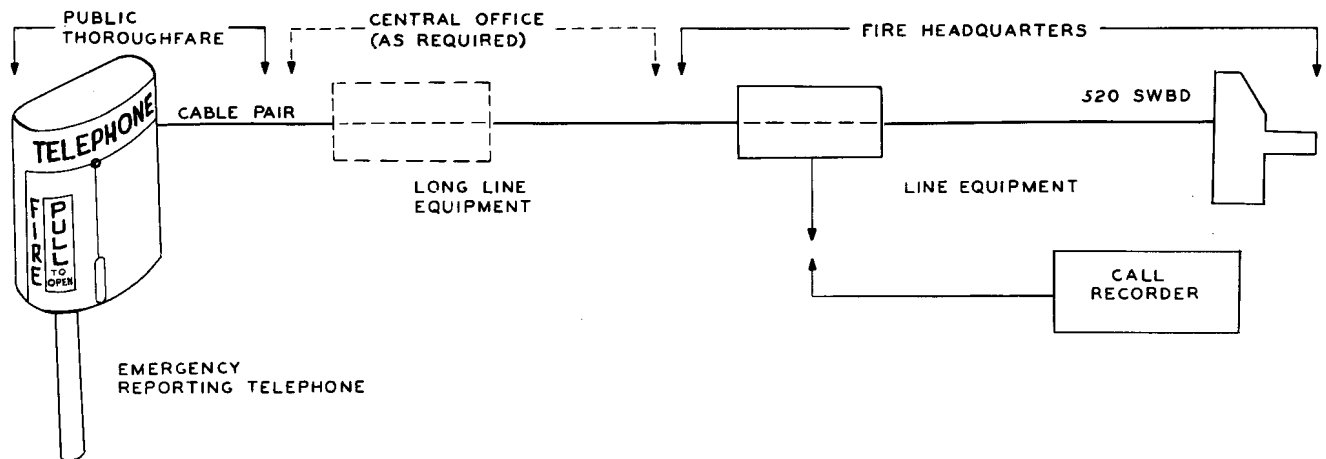 PUBLIC
THOROUGHFARE
CENTRAL OFFICE
(AS REQUIRED)
FIRE HEADQUARTERS
TELEPHONE
CABLE PAIR
520 SWBD
FIRE
PULL
TO
OPEN
LONG LINE
EQUIPMENT
LINE EQUIPMENT
CALL
RECORDER
EMERGENCY
REPORTING TELEPHONE